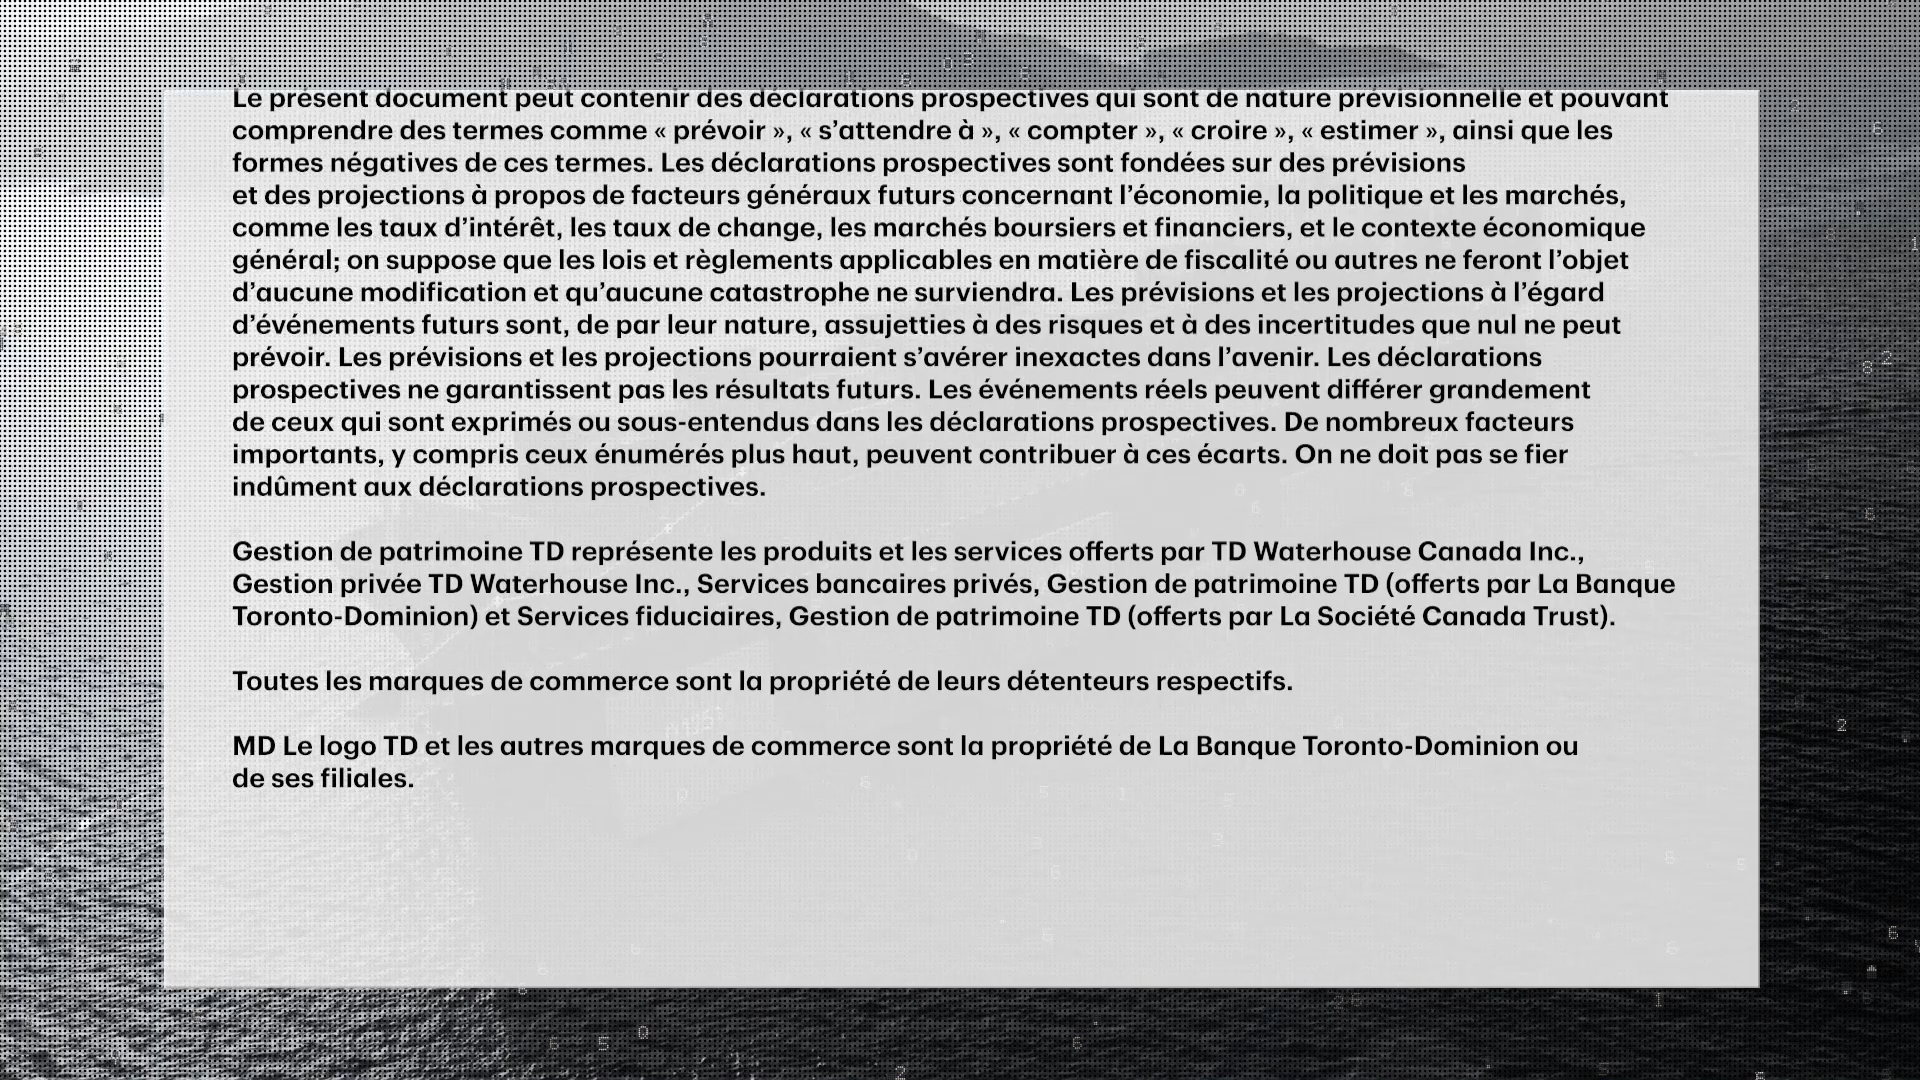 Le présent document peut contenir des déclarations prospectives qui sont de nature prévisionnelle et pouvant
comprendre des termes comme « prévoir », « s’attendre à », « compter », « croire », « estimer », ainsi que les
formes négatives de ces termes. Les déclarations prospectives sont fondées sur des prévisions
et des projections à propos de facteurs généraux futurs concernant l’économie, la politique et les marchés,
comme les taux d’intérêt, les taux de change, les marchés boursiers et financiers, et le contexte économique
général; on suppose que les lois et règlements applicables en matière de fiscalité ou autres ne feront l’objet
d’aucune modification et qu’aucune catastrophe ne surviendra. Les prévisions et les projections à l’égard
d’événements futurs sont, de par leur nature, assujetties à des risques et à des incertitudes que nul ne peut
prévoir. Les prévisions et les projections pourraient s’avérer inexactes dans l’avenir. Les déclarations
prospectives ne garantissent pas les résultats futurs. Les événements réels peuvent différer grandement
de ceux qui sont exprimés ou sous-entendus dans les déclarations prospectives. De nombreux facteurs
importants, y compris ceux énumérés plus haut, peuvent contribuer à ces écarts. On ne doit pas se fier
indûment aux déclarations prospectives.
Gestion de patrimoine TD représente les produits et les services offerts par TD Waterhouse Canada Inc.,
Gestion privée TD Waterhouse Inc., Services bancaires privés, Gestion de patrimoine TD (offerts par La Banque
Toronto-Dominion) et Services fiduciaires, Gestion de patrimoine TD (offerts par La Société Canada Trust).
Toutes les marques de commerce sont la propriété de leurs détenteurs respectifs.
MD Le logo TD et les autres marques de commerce sont la propriété de La Banque Toronto-Dominion ou
de ses filiales.